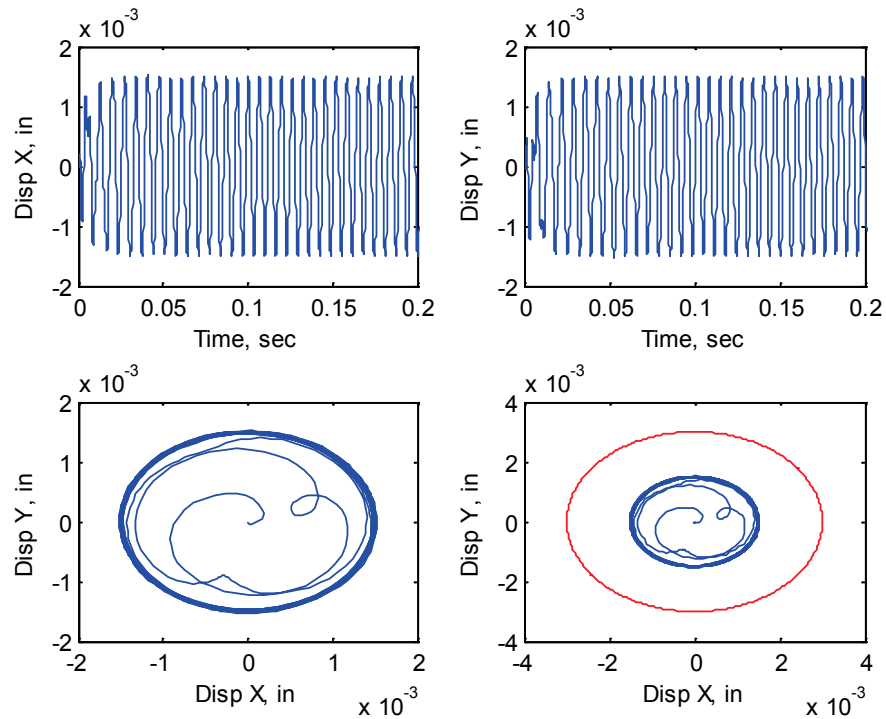 x 10-3
2
1
0
-1
-2
Disp X, in
0 0.05 0.1 0.15 0.2
Time, sec
x 10-3
2
1
0
-1
-2
Disp Y, in
0 0.05 0.1 0.15 0.2
Time, sec
x 10-3
2
1
0
-1
-2
Disp Y, in
-2 -1 0 1 2
Disp X, in
x 10-3
x 10-3
4
2
0
-2
-4
Disp Y, in
-4 -2 0 2 4
Disp X, in
x 10-3